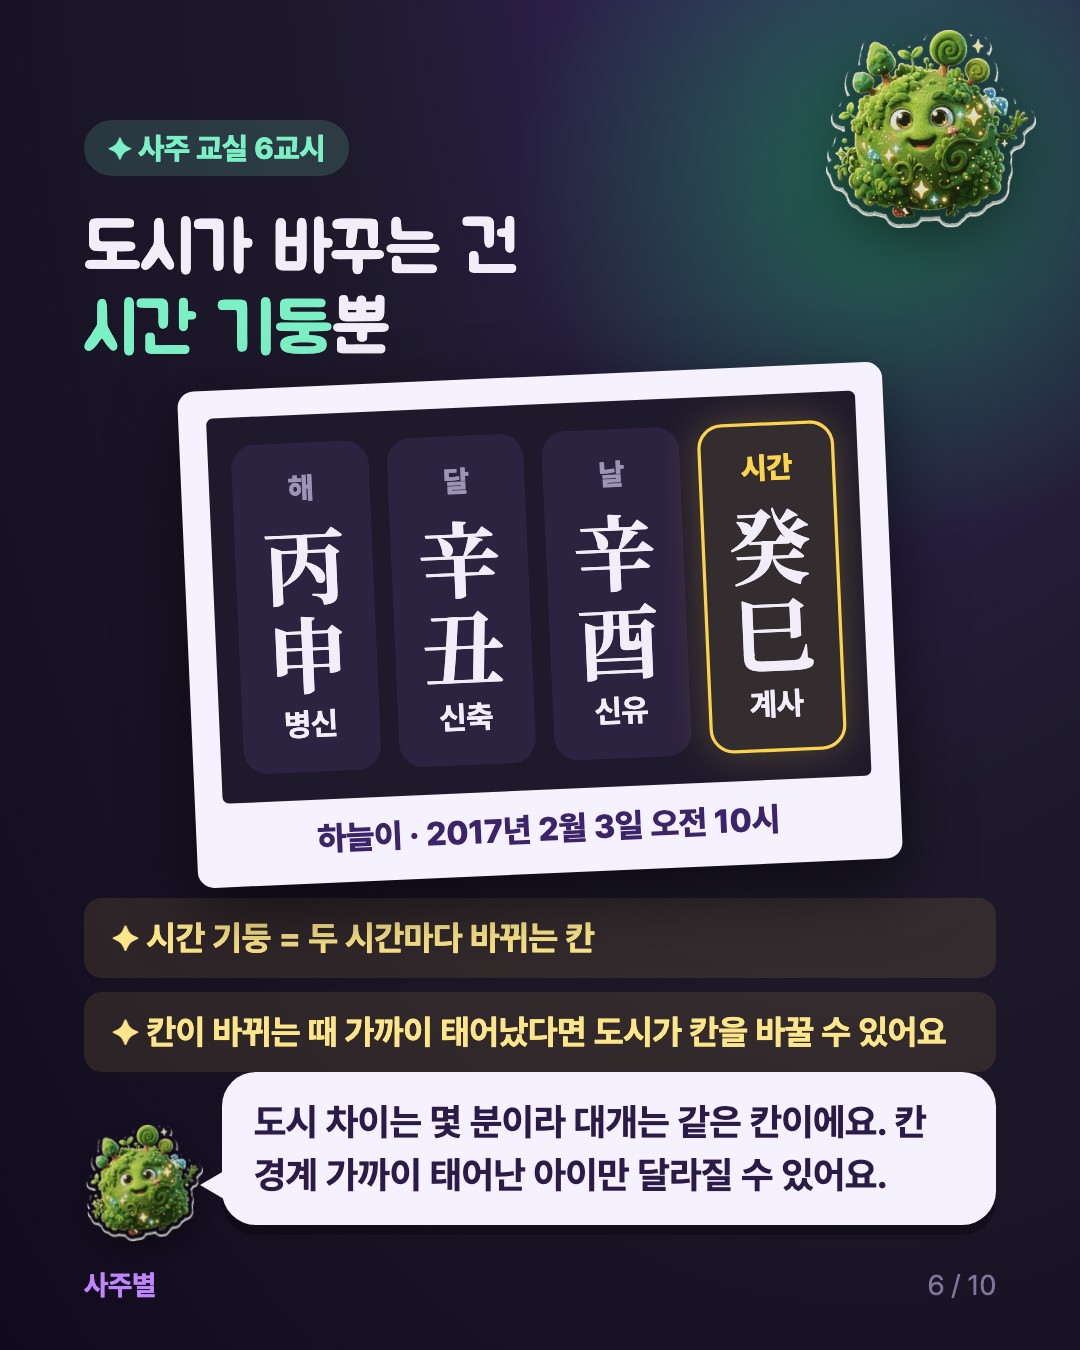 ✦ 사주 교실 6교시
도시가 바꾸는 건
시간 기둥뿐
해 달 날 시간
丙 辛 辛 癸
申 丑 酉 巳
병신 신축 신유 계사
하늘이 · 2017년 2월 3일 오전 10시
✦ 시간 기둥 = 두 시간마다 바뀌는 칸
✦ 칸이 바뀌는 때 가까이 태어났다면 도시가 칸을 바꿀 수 있어요
도시 차이는 몇 분이라 대개는 같은 칸이에요. 칸
경계 가까이 태어난 아이만 달라질 수 있어요.
사주별
6 / 10